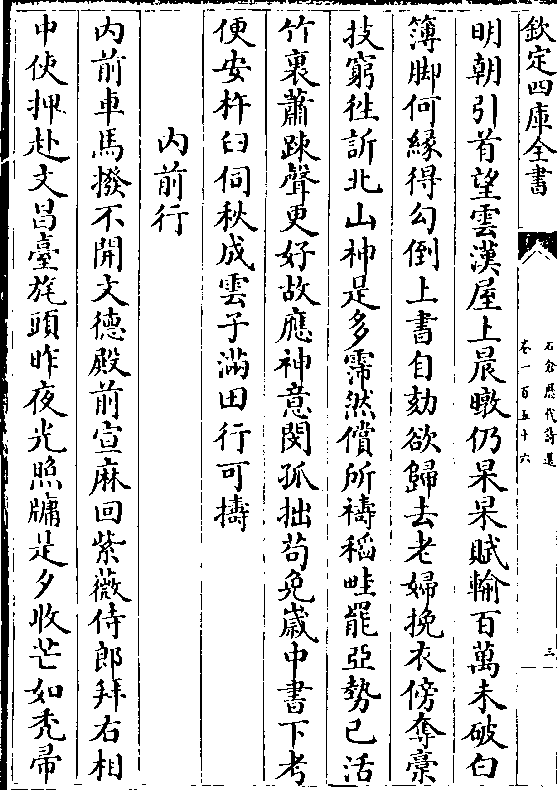 欽定四庫全書
石倉歷代詩選
卷一百五十六
三
明朝引首望雲漢屋上晨暾仍杲杲賦輸百萬未破白
簿脚何緣得勾倒上書自劾欲歸去老婦挽衣傍奪稾
技窮徃訴北山神是多霈然償所禱稻畦罷亞勢已活
竹裏蕭踈聲更好故應神意閔孤拙苟免歲中書下考
便安杵臼伺秋成雲子滿田行可擣
内前行
内前車馬撥不開文德殿前宣麻回紫薇侍郎拜右相
中使押赴文昌臺旄頭昨夜光照牖是夕收芒如秃帚